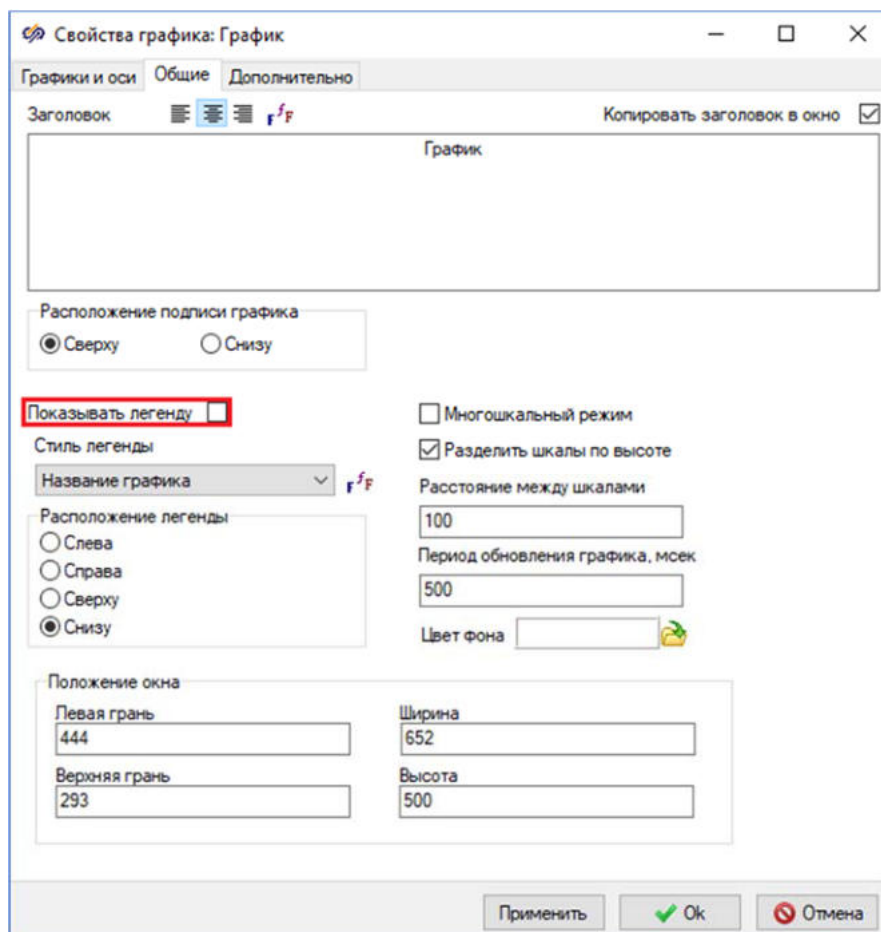 Свойства графика: График
Графики и оси Общие Дополнительно
Заголовок FfF Копировать заголовок в окно
График
Расположение подписи графика
Сверху Снизу
Показывать легенду Многошкальный режим
Стиль легенды Разделить шкалы по высоте
Название графика FfF Расстояние между шкалами
Расположение легенды 100
Слева Период обновления графика, мсек
Справа 500
Сверху
Снизу Цвет фона
Положение окна
Левая грань Ширина
444 652
Верхняя грань Высота
293 500
Применить Ok Отмена